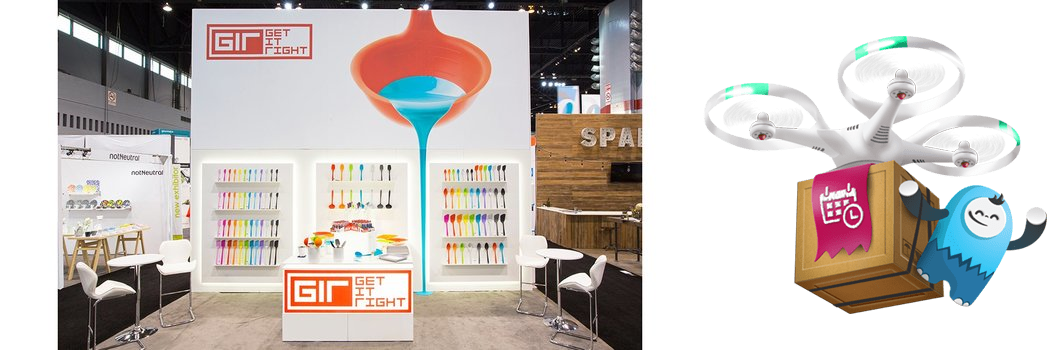 GIR GET
IT
RIGHT
notNeutral
notNeutral
new exhibitor
SPA
GIR GET
IT
RIGHT